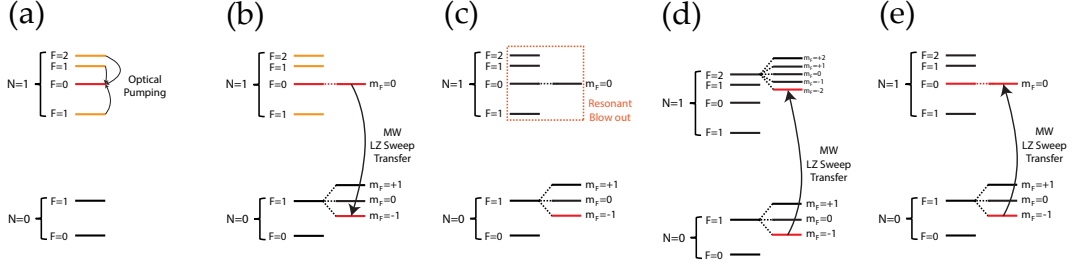 (a)
N=1
F=2
F=1
F=0
F=1
Optical
Pumping
N=0
F=1
F=0
(b)
N=1
F=2
F=1
F=0
F=1
mF=0
MW
LZ Sweep
Transfer
N=0
F=1
F=0
mF=+1
mF=0
mF=-1
(c)
N=1
F=2
F=1
F=0
F=1
mF=0
Resonant
Blow out
N=0
F=1
F=0
mF=+1
mF=0
mF=-1
(d)
N=1
F=2
F=1
F=0
F=1
mF=+2
mF=+1
mF=0
mF=-1
mF=-2
MW
LZ Sweep
Transfer
N=0
F=1
F=0
mF=+1
mF=0
mF=-1
(e)
N=1
F=2
F=1
F=0
F=1
mF=0
MW
LZ Sweep
Transfer
N=0
F=1
F=0
mF=+1
mF=0
mF=-1